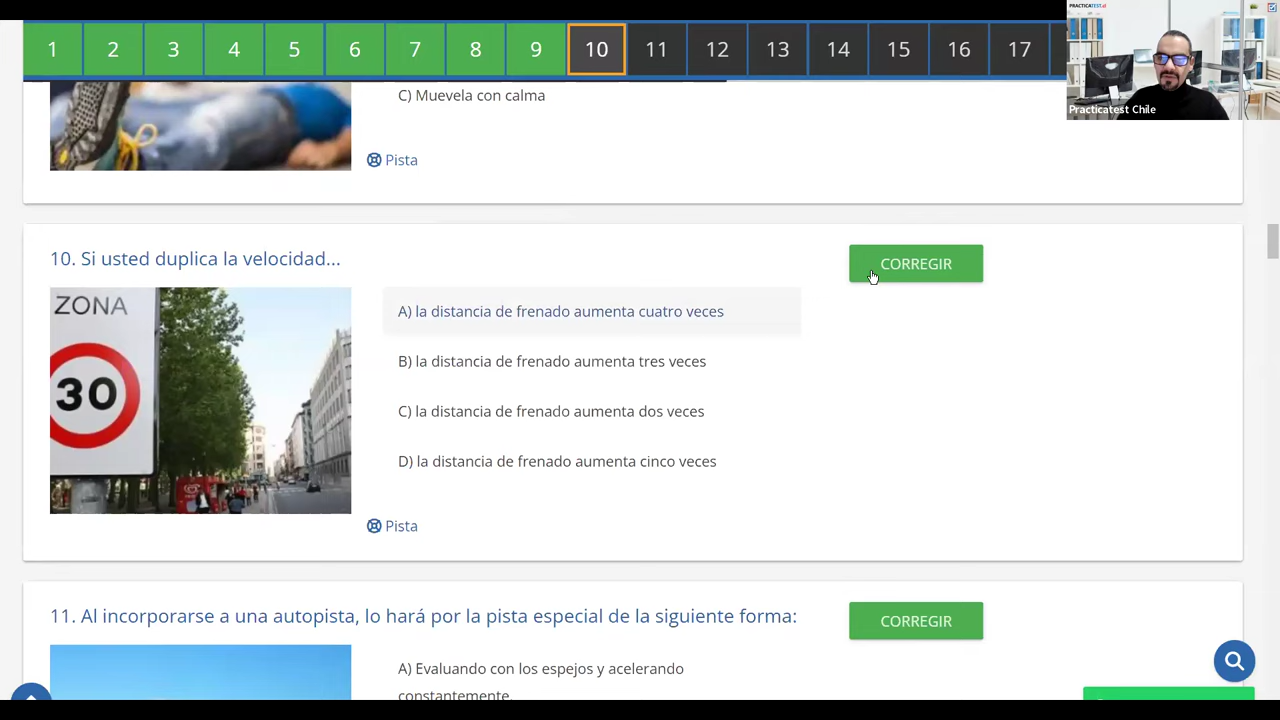 PRACTICATEST.cl
1 2 3 4 5 6 7 8 9 10 11 12 13 14 15 16 17
Practicatest Chile
C) Muevela con calma
Pista
10. Si usted duplica la velocidad...
CORREGIR
ZONA
30
A) la distancia de frenado aumenta cuatro veces
B) la distancia de frenado aumenta tres veces
C) la distancia de frenado aumenta dos veces
D) la distancia de frenado aumenta cinco veces
Pista
11. Al incorporarse a una autopista, lo hará por la pista especial de la siguiente forma:
CORREGIR
A) Evaluando con los espejos y acelerando
constantemente.